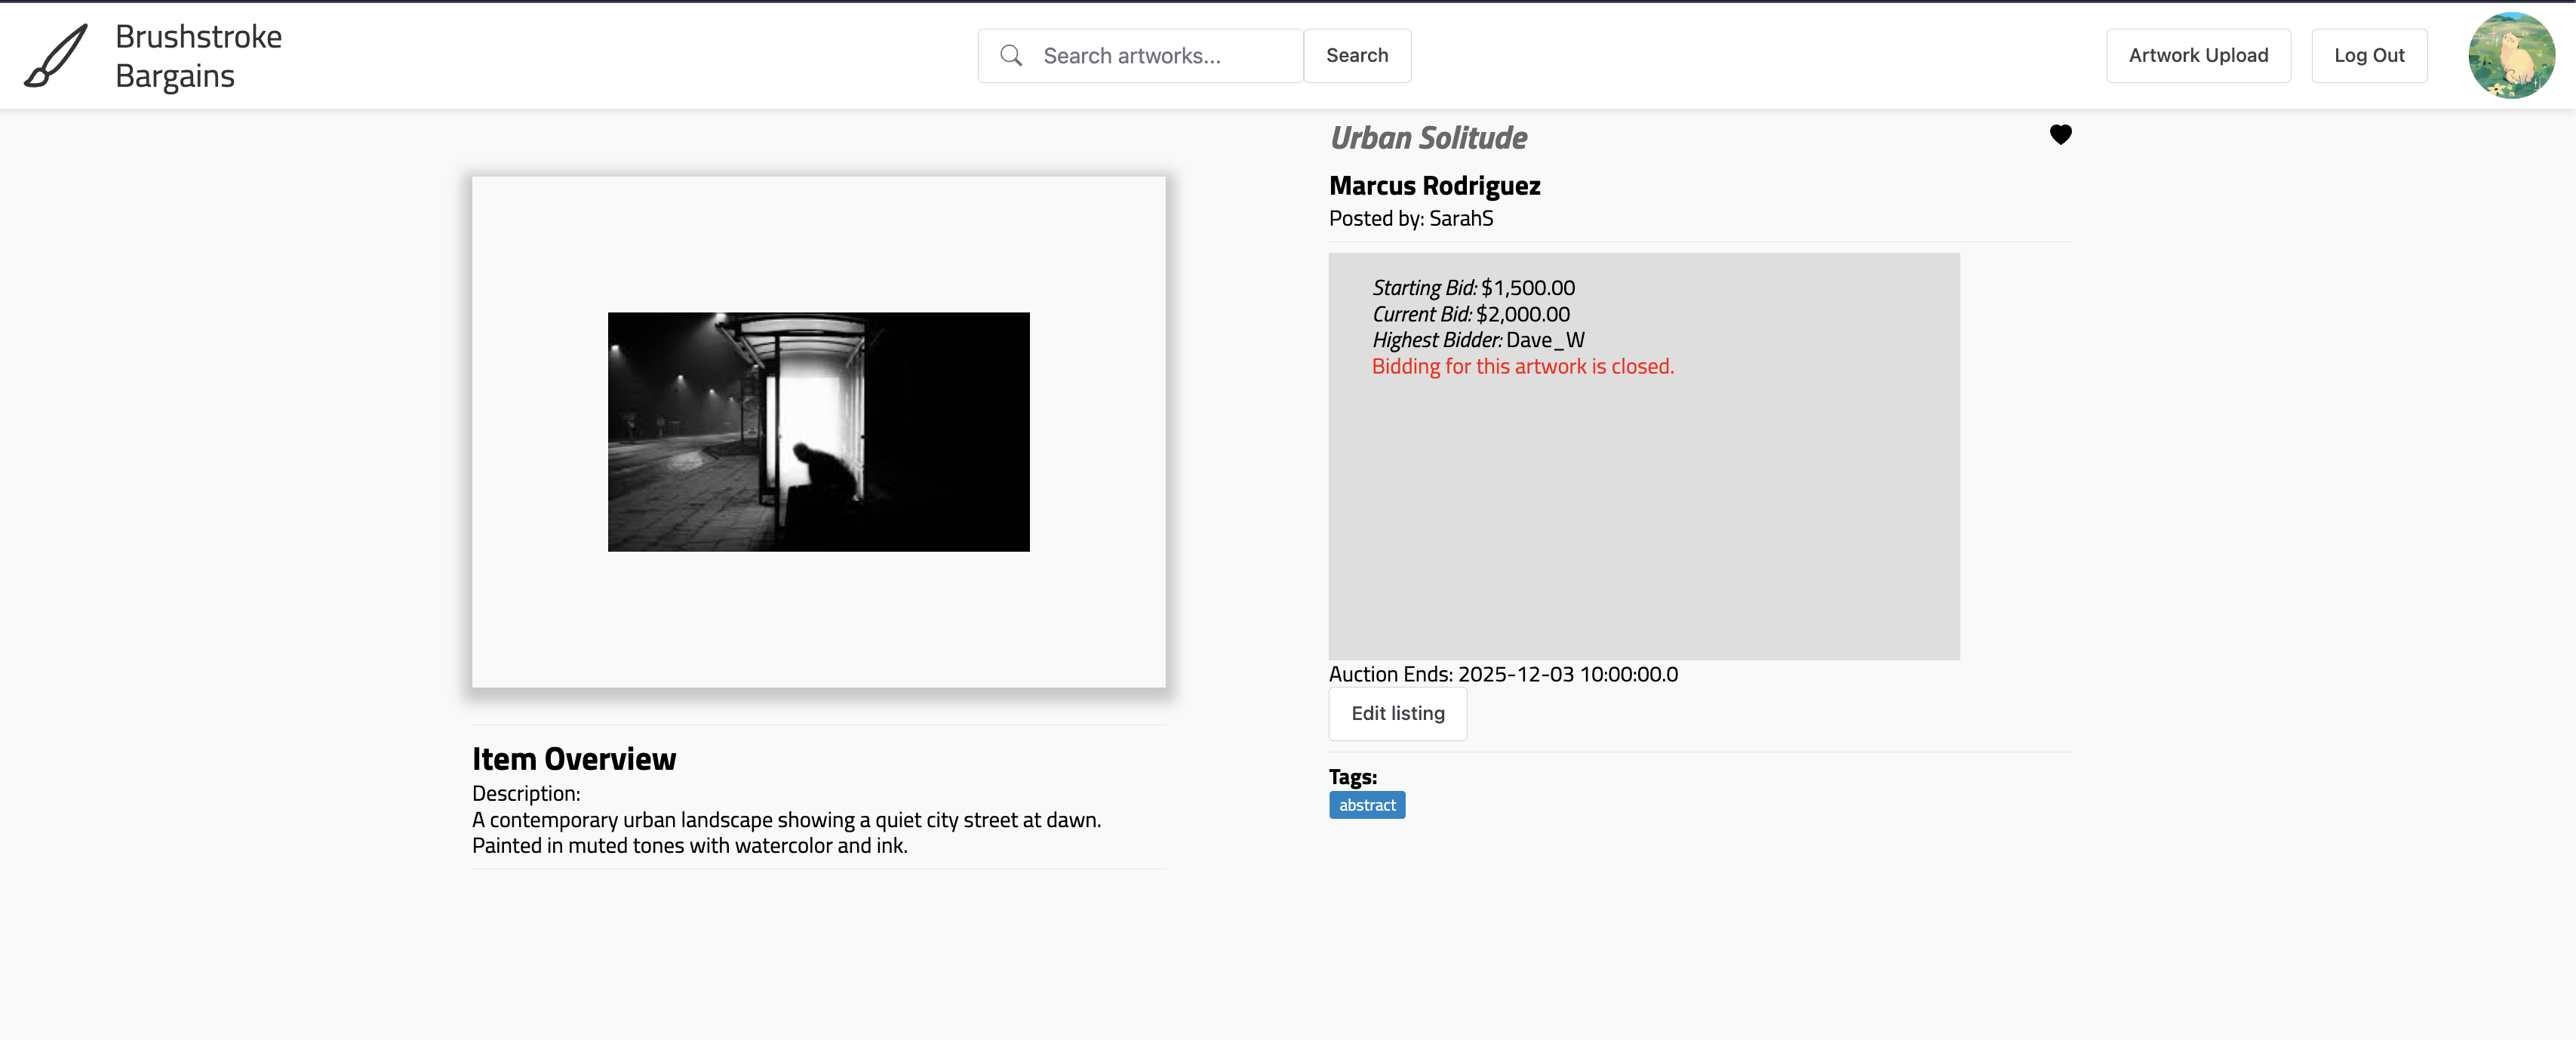 Brushstroke
Bargains
Search artworks...
Search
Artwork Upload
Log Out
Urban Solitude
Marcus Rodriguez
Posted by: SarahS
Starting Bid: $1,500.00
Current Bid: $2,000.00
Highest Bidder: Dave_W
Bidding for this artwork is closed.
Auction Ends: 2025-12-03 10:00:00.0
Edit listing
Tags:
abstract
Item Overview
Description:
A contemporary urban landscape showing a quiet city street at dawn.
Painted in muted tones with watercolor and ink.